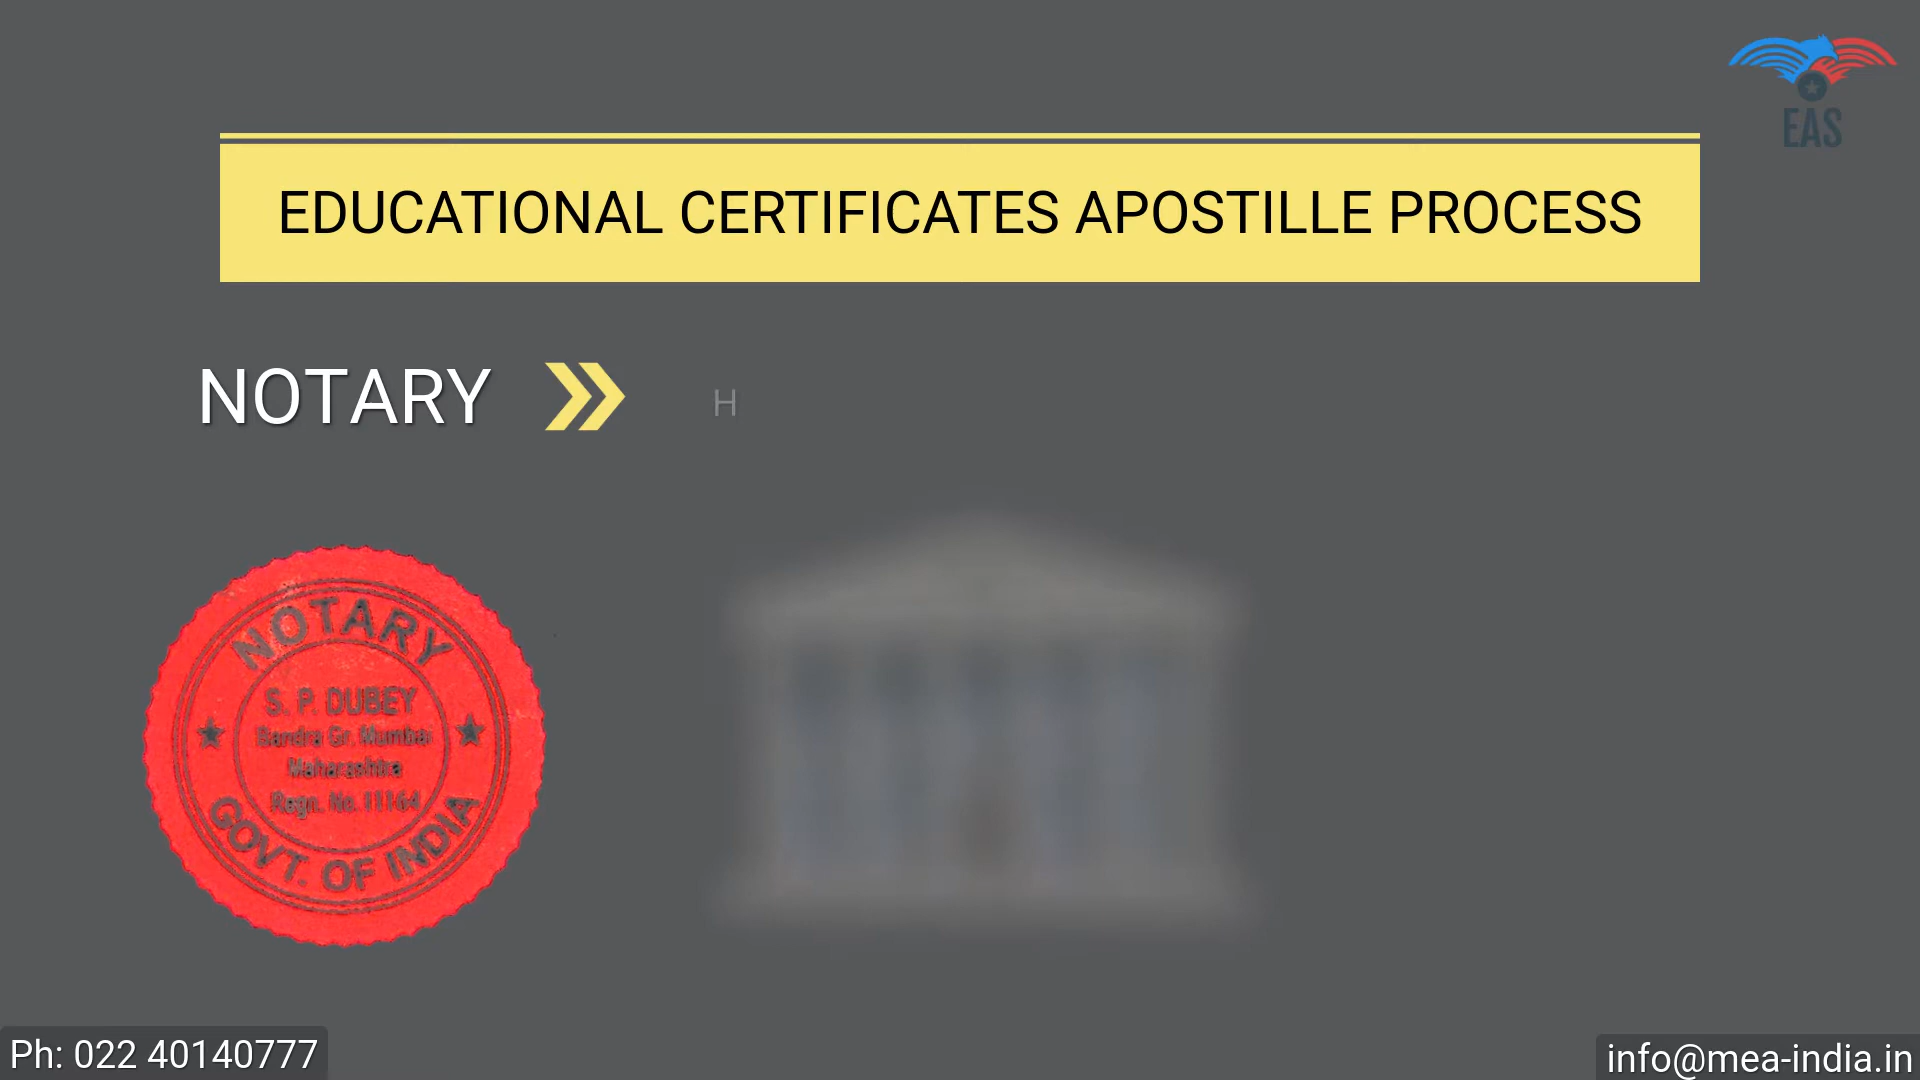 EAS
EDUCATIONAL CERTIFICATES APOSTILLE PROCESS
NOTARY
H
NOTARY
S. P. DUBEY
Bandra Gr. Mumbai
Maharashtra
Regn. No. 11164
GOVT. OF INDIA
Ph: 022 40140777
info@mea-india.in